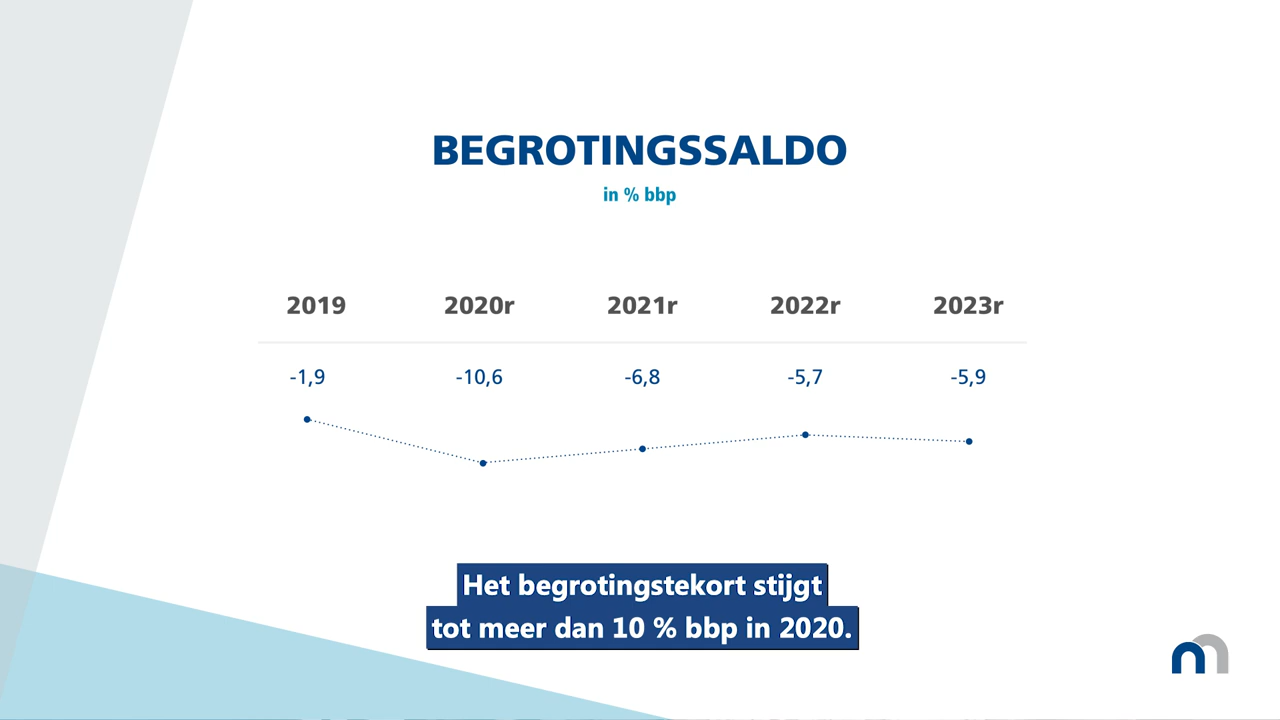 BEGROTINGSSALDO
in % bbp
2019 2020r 2021r 2022r 2023r
-1,9 -10,6 -6,8 -5,7 -5,9
Het begrotingstekort stijgt
tot meer dan 10 % bbp in 2020.